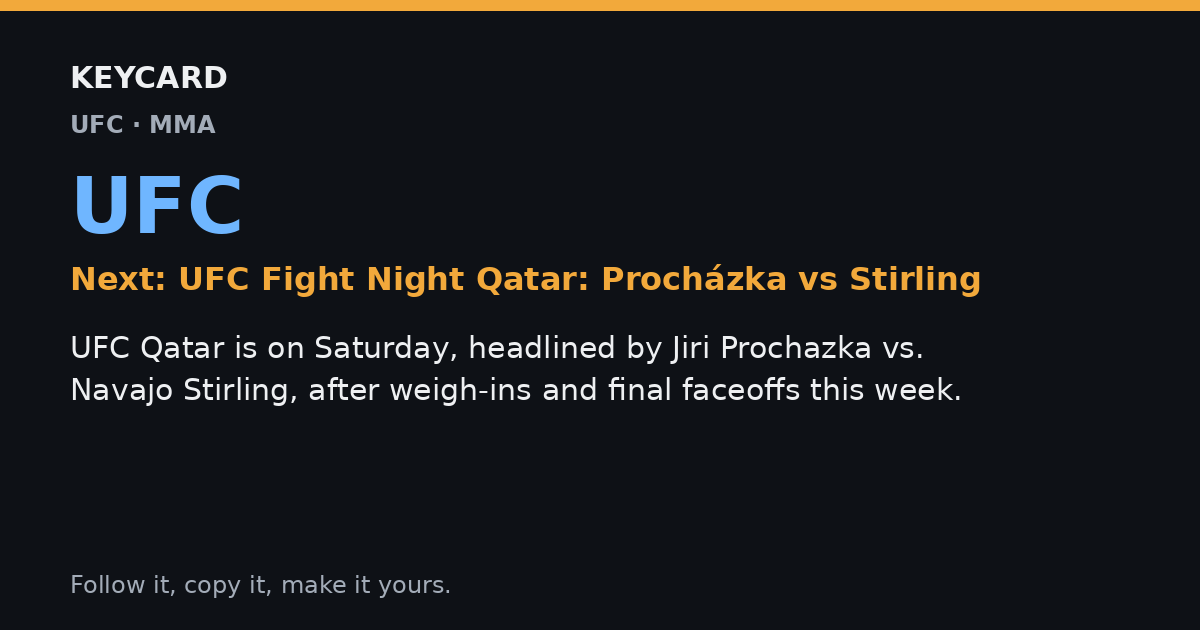 KEYCARD
UFC · MMA
UFC
Next: UFC Fight Night Qatar: Procházka vs Stirling
UFC Qatar is on Saturday, headlined by Jiri Prochazka vs.
Navajo Stirling, after weigh-ins and final faceoffs this week.
Follow it, copy it, make it yours.